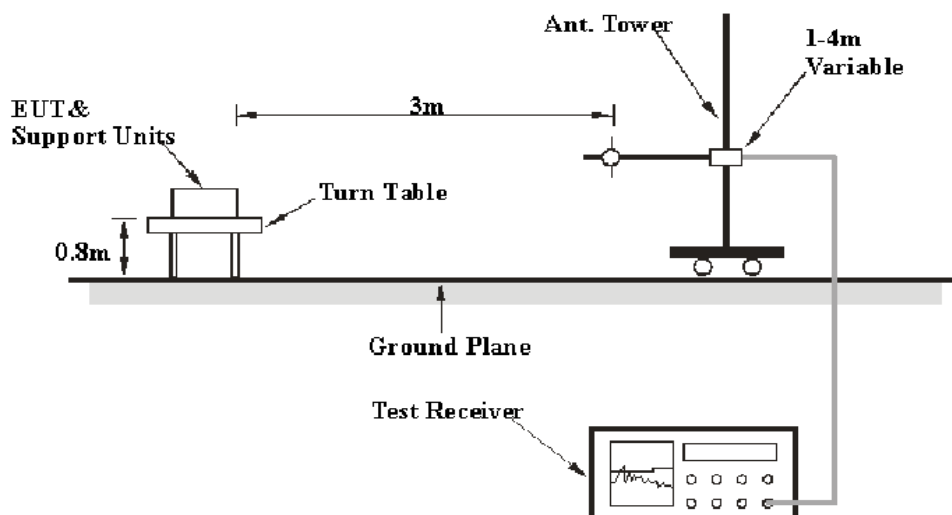 Ant. Tower
1-4m
Variable
3m
EUT&
Support Units
Turn Table
0.8m
Ground Plane
Test Receiver